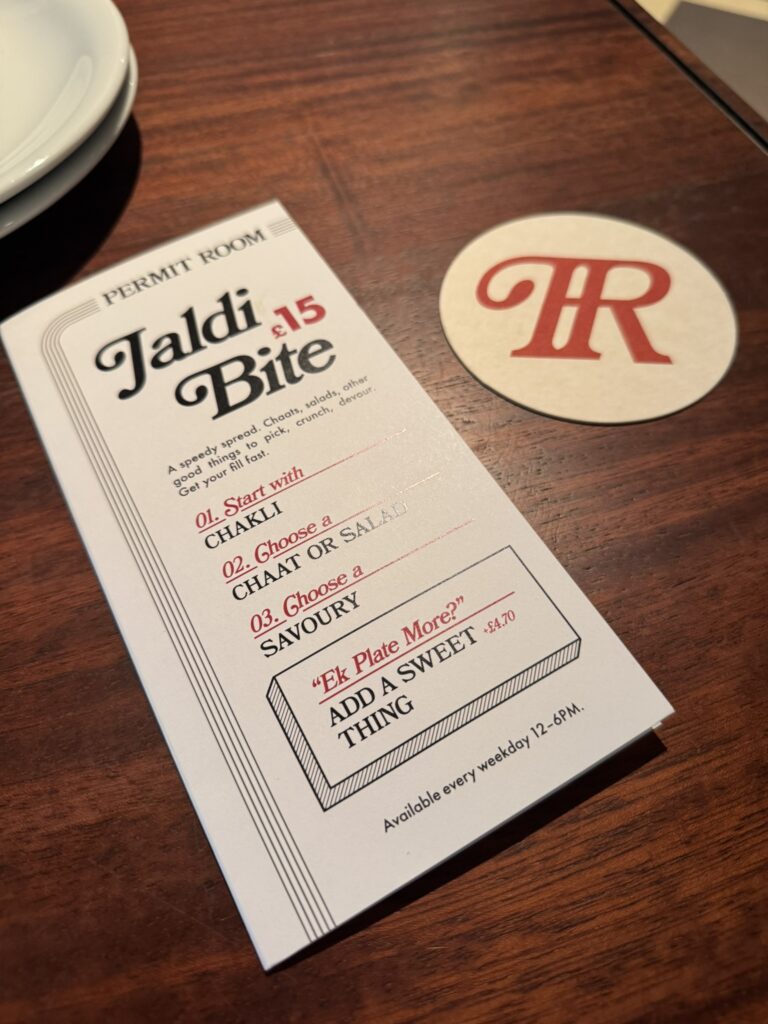 PERMIT ROOM
Jaldi
Bite
£15
A speedy spread. Chaats, salads, other
good things to pick, crunch, devour.
Get your fill fast.
01. Start with
CHAKLI
02. Choose a
CHAAT OR SALAD
03. Choose a
SAVOURY
“Ek Plate More?”
ADD A SWEET +£4.70
THING
Available every weekday 12–6PM.
PR